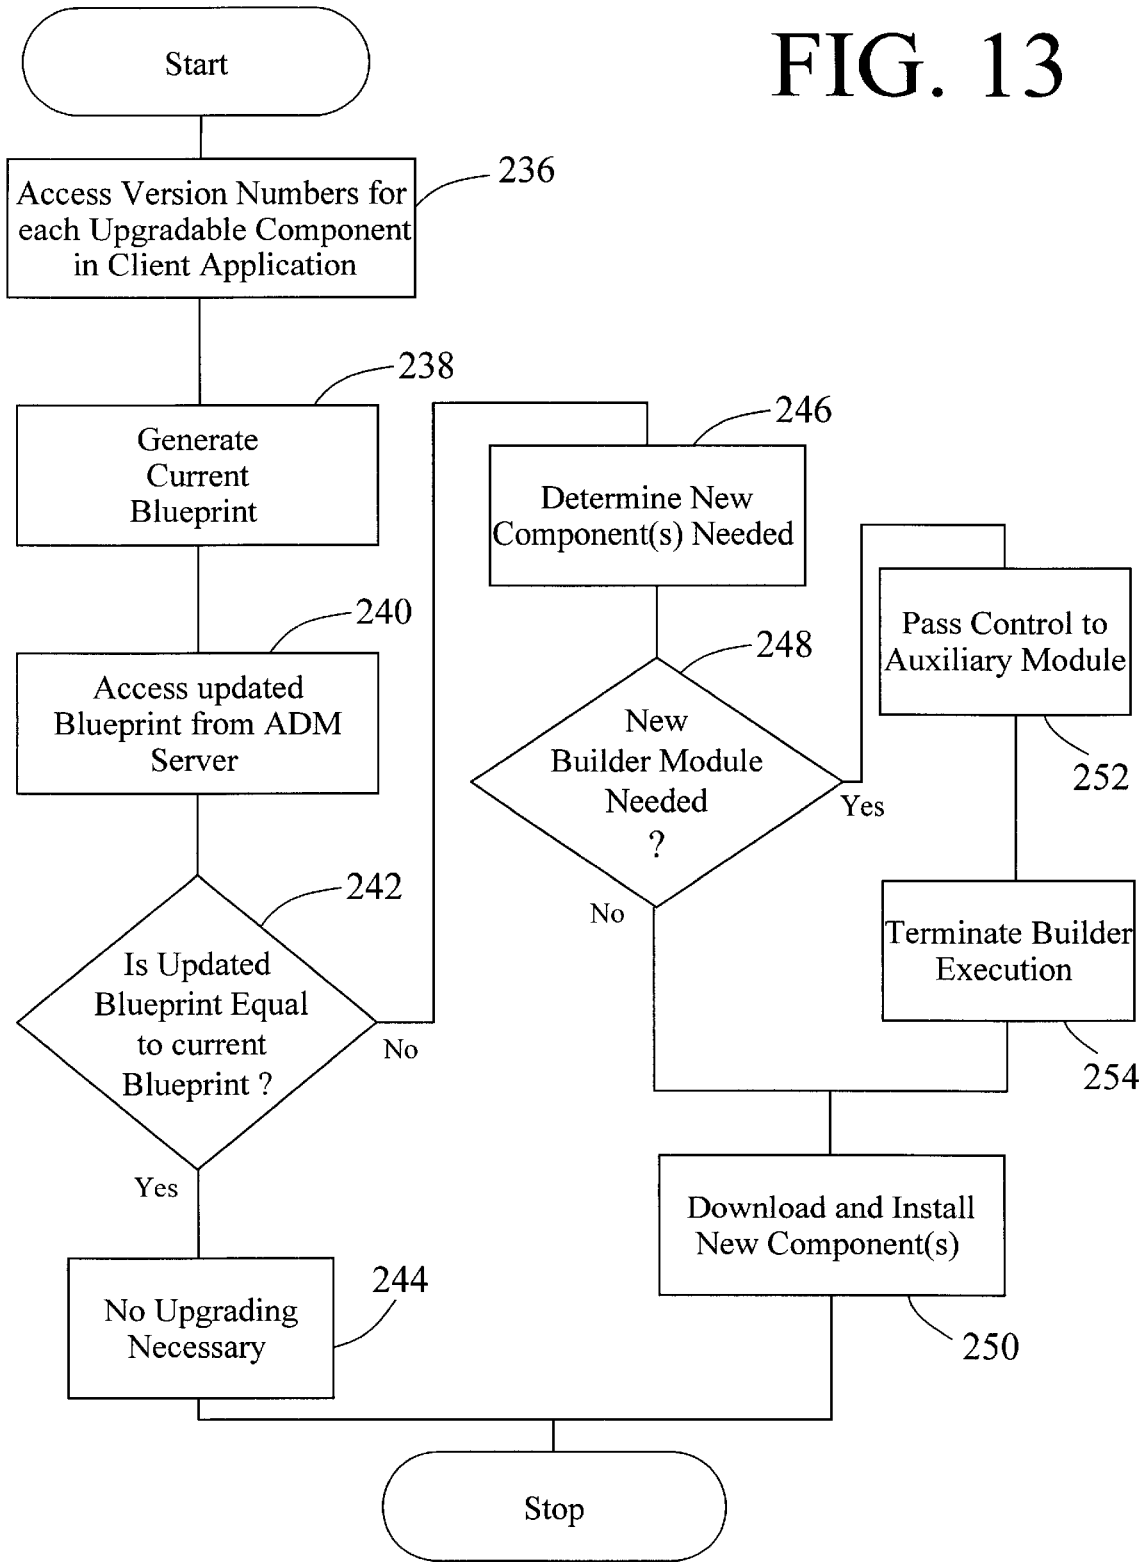 FIG. 13
Start
236
Access Version Numbers for
each Upgradable Component
in Client Application
238
Generate
Current
Blueprint
240
Access updated
Blueprint from ADM
Server
242
Is Updated
Blueprint Equal
to current
Blueprint ?
No
Yes
244
No Upgrading
Necessary
246
Determine New
Component(s) Needed
248
New
Builder Module
Needed
?
Yes
No
Pass Control to
Auxiliary Module
252
Terminate Builder
Execution
254
Download and Install
New Component(s)
250
Stop